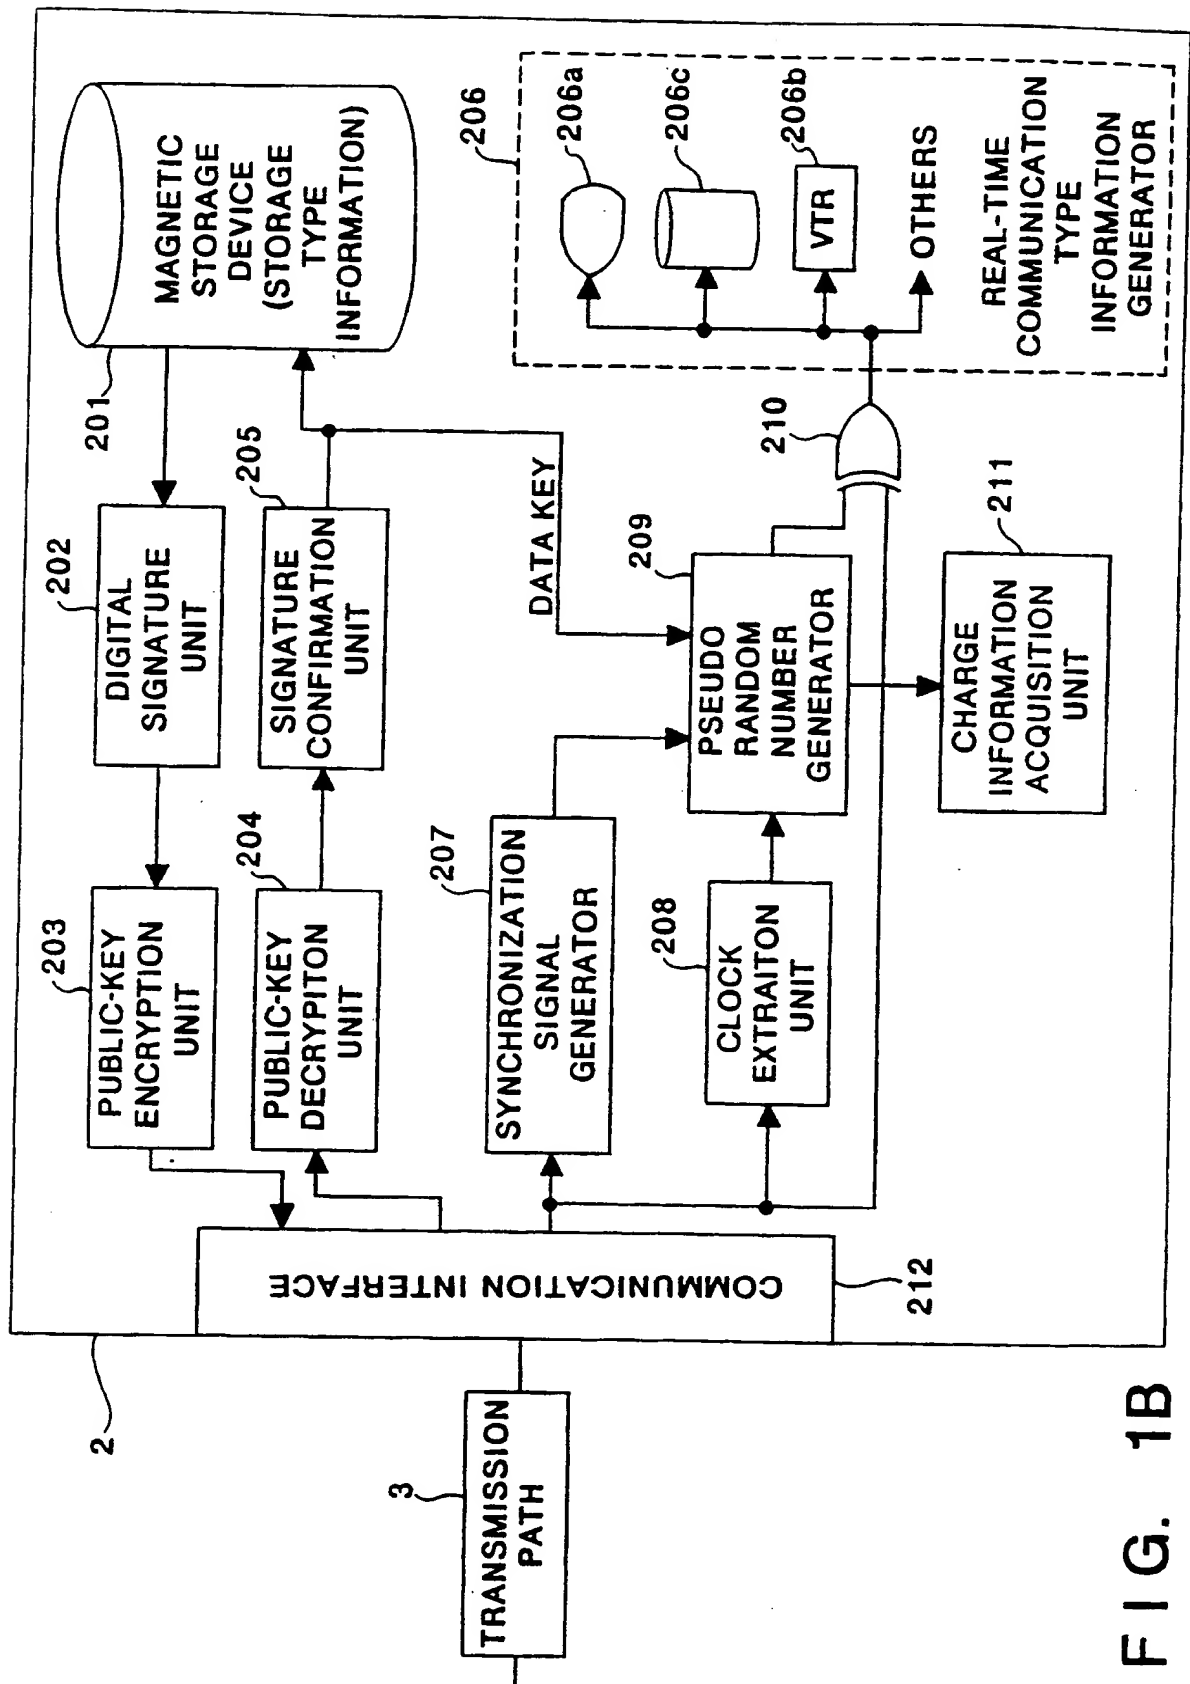 2
3
TRANSMISSION
PATH
COMMUNICATION INTERFACE
212
203
PUBLIC-KEY
ENCRYPTION
UNIT
202
DIGITAL
SIGNATURE
UNIT
201
MAGNETIC
STORAGE
DEVICE
(STORAGE
TYPE
INFORMATION)
204
PUBLIC-KEY
DECRYPITON
UNIT
205
SIGNATURE
CONFIRMATION
UNIT
DATA KEY
207
SYNCHRONIZATION
SIGNAL
GENERATOR
208
CLOCK
EXTRAITON
UNIT
209
PSEUDO
RANDOM
NUMBER
GENERATOR
210
211
CHARGE
INFORMATION
ACQUISITION
UNIT
206
206a
206c
206b
VTR
OTHERS
REAL-TIME
COMMUNICATION
TYPE
INFORMATION
GENERATOR
FIG. 1B